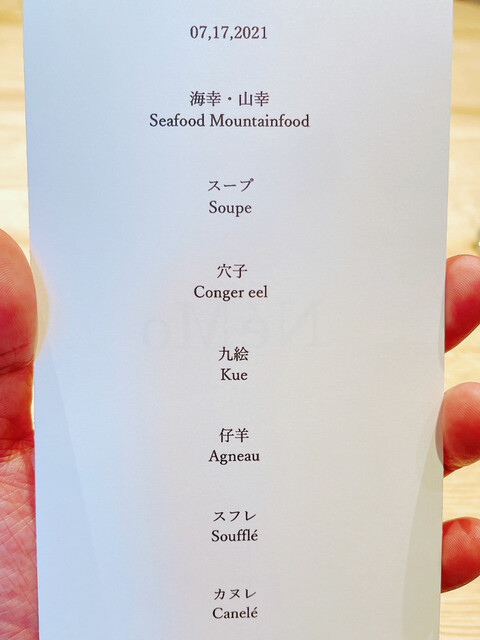 07,17,2021
海幸・山幸
Seafood Mountainfood
スープ
Soupe
穴子
Conger eel
九絵
Kue
仔羊
Agneau
スフレ
Soufflé
カヌレ
Canelé